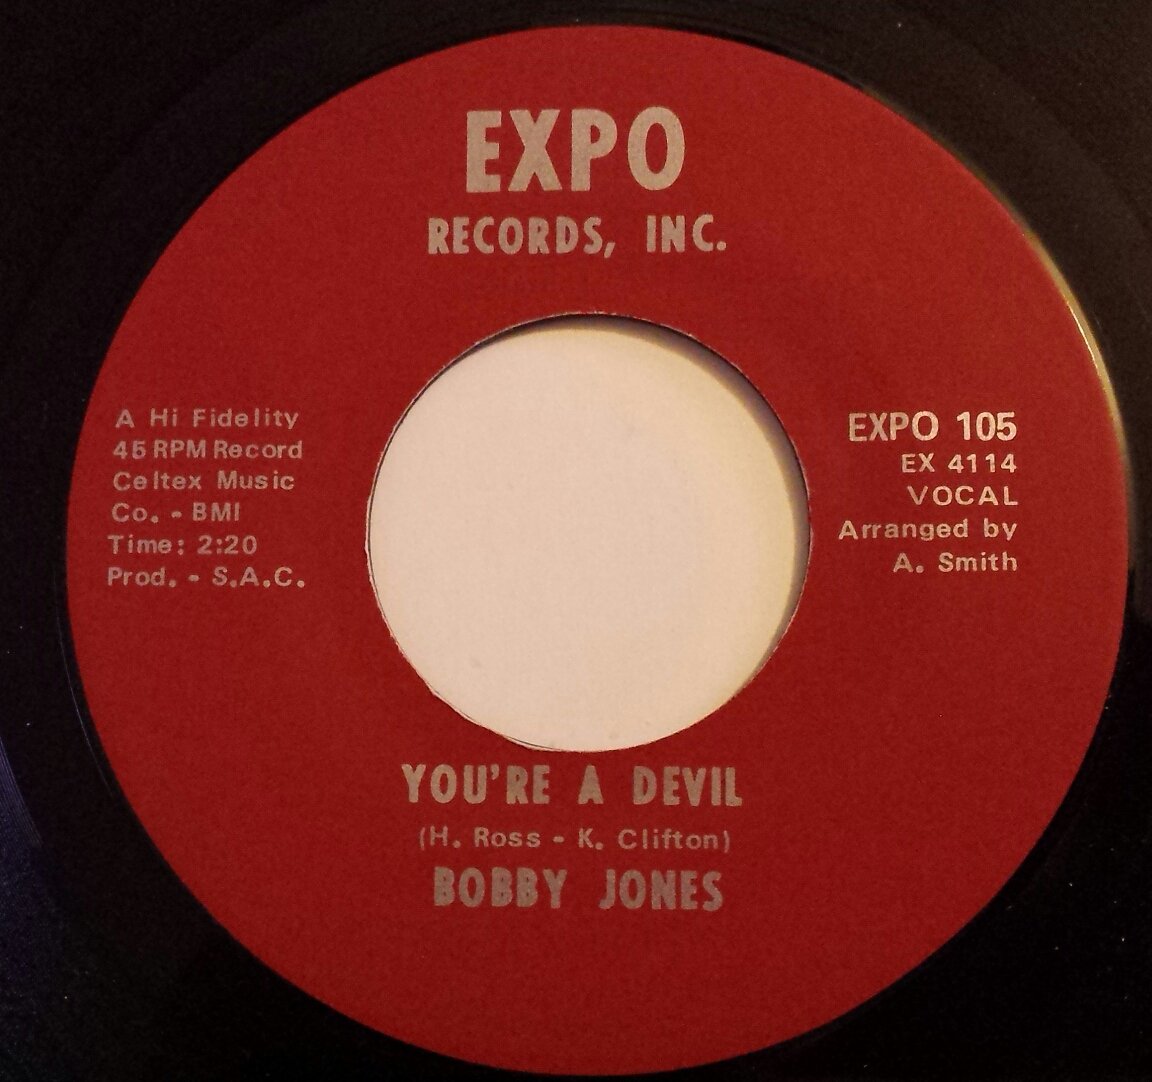 EXPO
RECORDS, INC.
A Hi Fidelity
45 RPM Record
Celtex Music
Co. - BMI
Time: 2:20
Prod. - S.A.C.
EXPO 105
EX 4114
VOCAL
Arranged by
A. Smith
YOU'RE A DEVIL
(H. Ross - K. Clifton)
BOBBY JONES